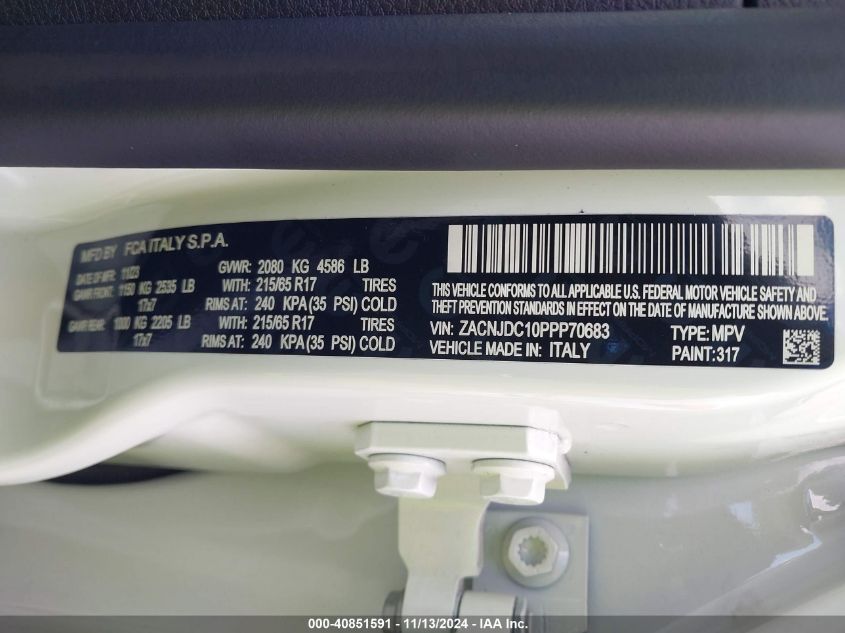 MFD BY FCA ITALY S.P.A.
DATE OF MFR 11/23 GVWR: 2080 KG 4586 LB
GAWR FRONT: 1150 KG 2535 LB WITH: 215/65 R17 TIRES
17x7 RIMS AT: 240 KPA (35 PSI) COLD
GAWR REAR: 1000 KG 2205 LB WITH: 215/65 R17 TIRES
17x7 RIMS AT: 240 KPA (35 PSI) COLD
THIS VEHICLE CONFORMS TO ALL APPLICABLE U.S. FEDERAL MOTOR VEHICLE SAFETY AND
THEFT PREVENTION STANDARDS IN EFFECT ON THE DATE OF MANUFACTURE SHOWN ABOVE.
VIN: ZACNJDC10PPP70683 TYPE: MPV
VEHICLE MADE IN: ITALY PAINT: 317
000-40851591 - 11/13/2024 - IAA Inc.